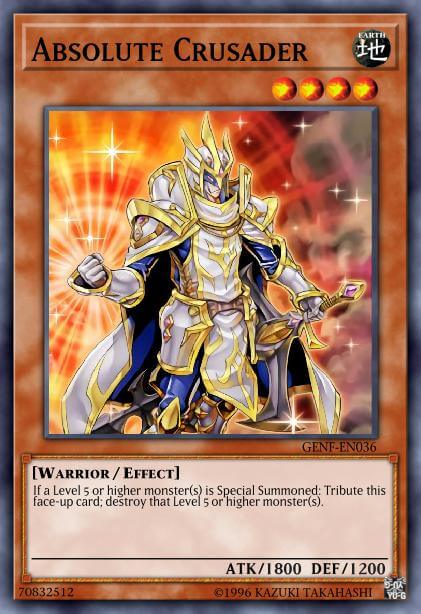 ABSOLUTE CRUSADER
EARTH
地
GENF-EN036
[WARRIOR / EFFECT]
If a Level 5 or higher monster(s) is Special Summoned: Tribute this
face-up card; destroy that Level 5 or higher monster(s).
ATK/1800 DEF/1200
70832512
©1996 KAZUKI TAKAHASHI